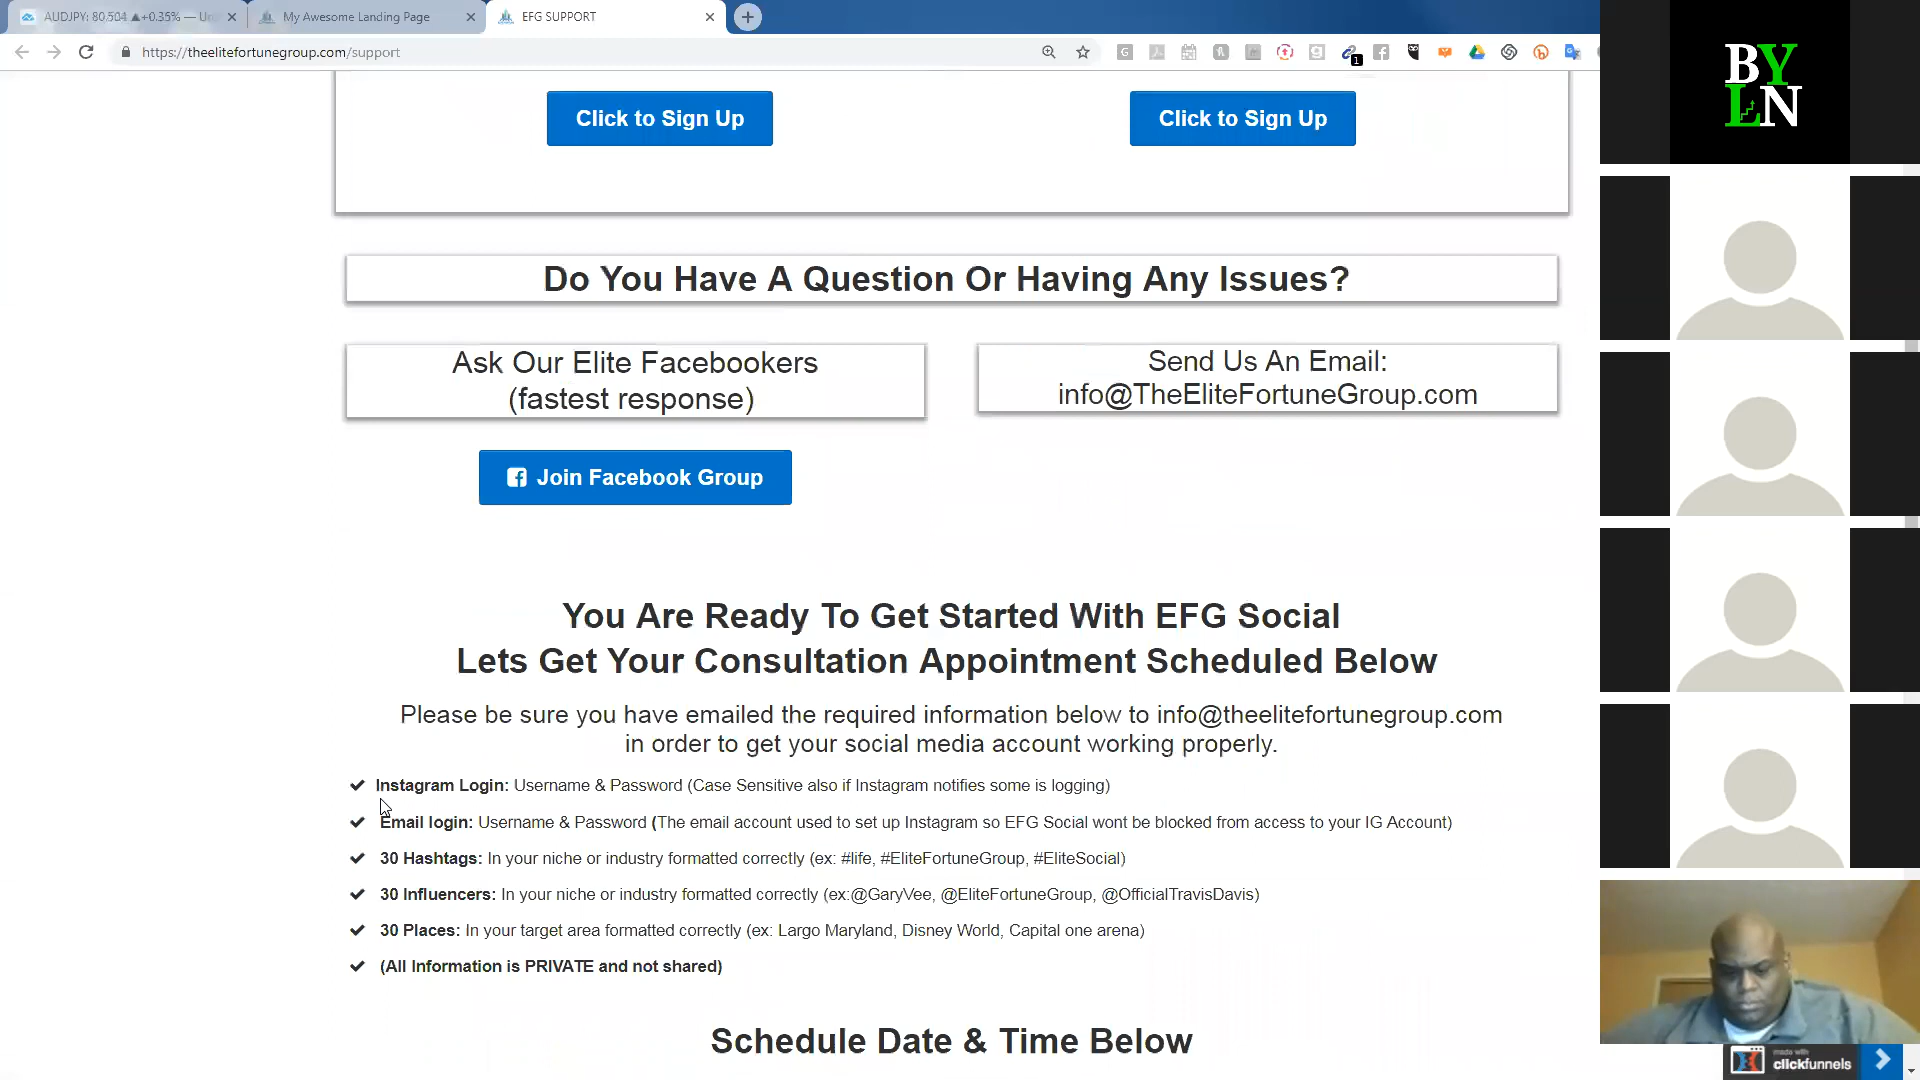 AUDJPY: 80.504 ▲+0.35% —
My Awesome Landing Page
EFG SUPPORT
https://theelitefortunegroup.com/support
1
BY
LN
Click to Sign Up
Click to Sign Up
Do You Have A Question Or Having Any Issues?
Ask Our Elite Facebookers
(fastest response)
Send Us An Email:
info@TheEliteFortuneGroup.com
Join Facebook Group
You Are Ready To Get Started With EFG Social
Lets Get Your Consultation Appointment Scheduled Below
Please be sure you have emailed the required information below to info@theelitefortunegroup.com
in order to get your social media account working properly.
Instagram Login: Username & Password (Case Sensitive also if Instagram notifies some is logging)
Email login: Username & Password (The email account used to set up Instagram so EFG Social wont be blocked from access to your IG Account)
30 Hashtags: In your niche or industry formatted correctly (ex: #life, #EliteFortuneGroup, #EliteSocial)
30 Influencers: In your niche or industry formatted correctly (ex:@GaryVee, @EliteFortuneGroup, @OfficialTravisDavis)
30 Places: In your target area formatted correctly (ex: Largo Maryland, Disney World, Capital one arena)
(All Information is PRIVATE and not shared)
Schedule Date & Time Below
made with
clickfunnels